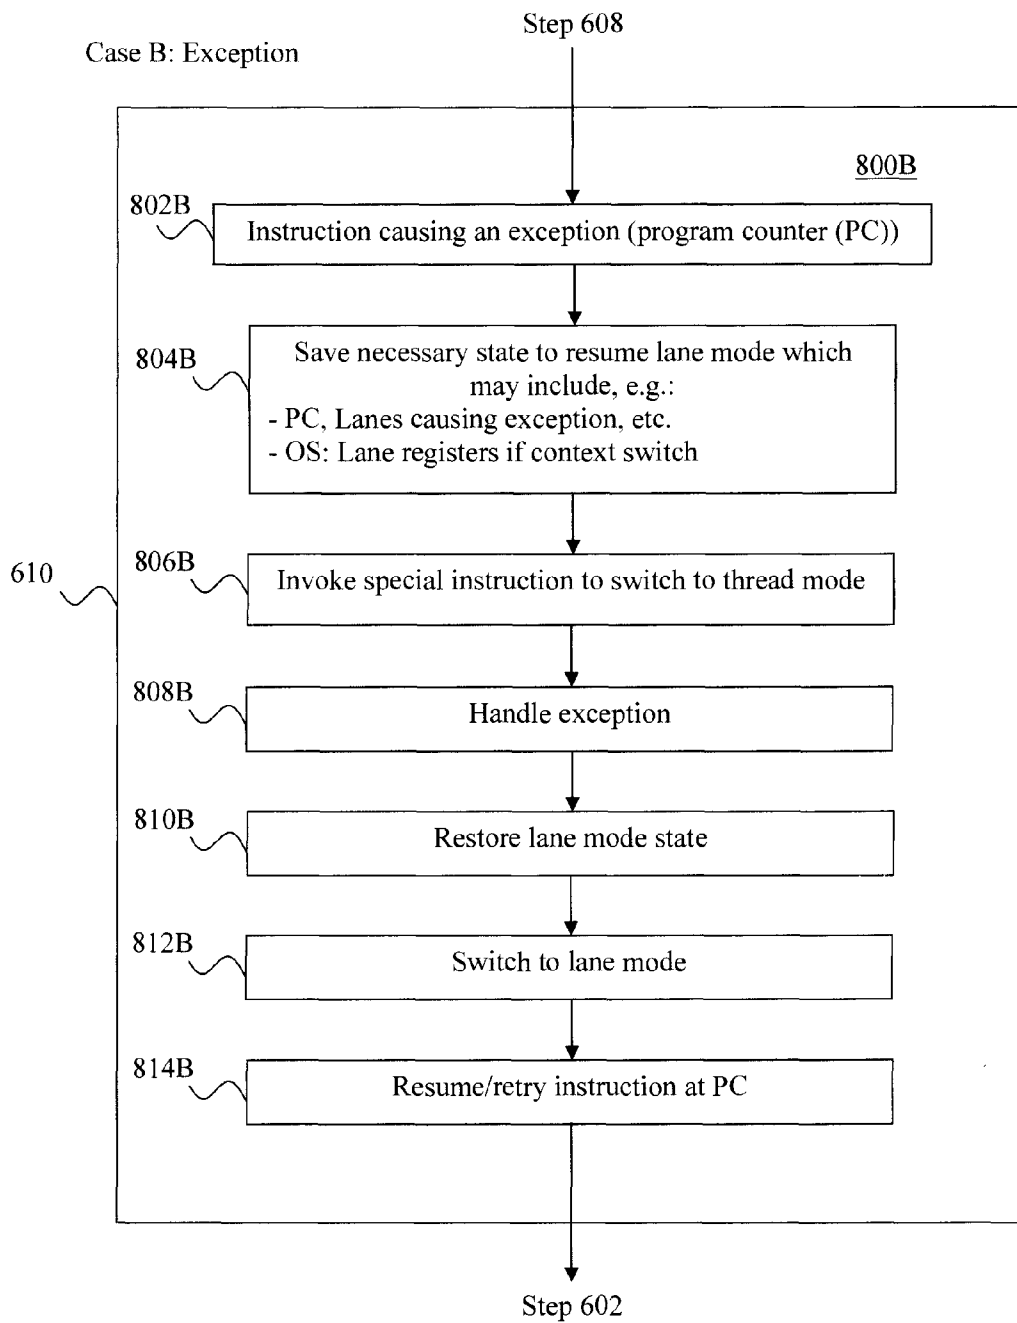 Step 608
Case B: Exception
800B
802B
Instruction causing an exception (program counter (PC))
804B
Save necessary state to resume lane mode which
may include, e.g.:
- PC, Lanes causing exception, etc.
- OS: Lane registers if context switch
610
806B
Invoke special instruction to switch to thread mode
808B
Handle exception
810B
Restore lane mode state
812B
Switch to lane mode
814B
Resume/retry instruction at PC
Step 602